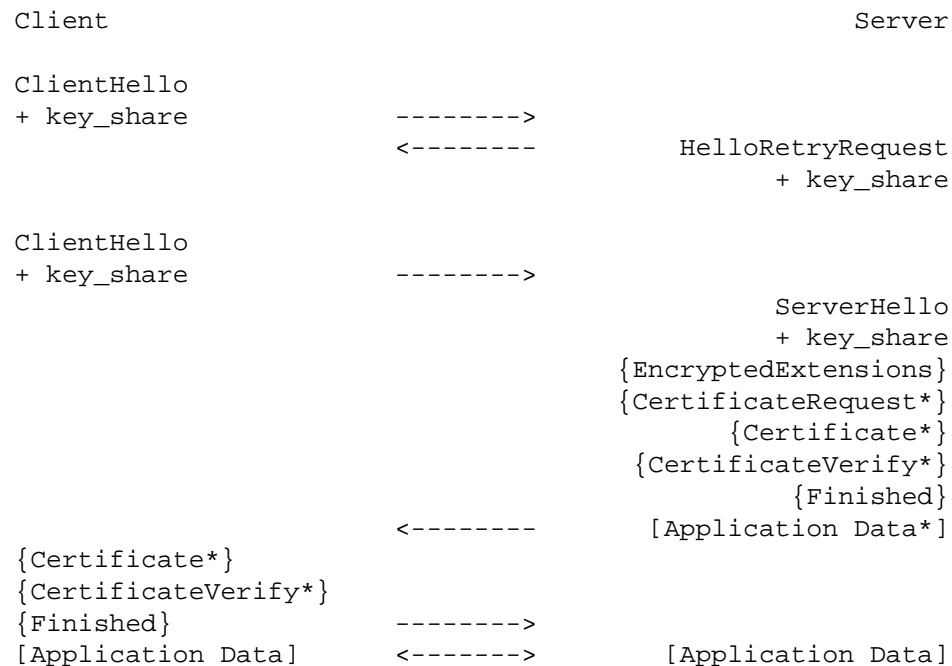 Client                                               Server

ClientHello
+ key_share             -------->
                        <--------         HelloRetryRequest
                                                + key_share

ClientHello
+ key_share             -------->
                                                ServerHello
                                                + key_share
                                      {EncryptedExtensions}
                                      {CertificateRequest*}
                                             {Certificate*}
                                       {CertificateVerify*}
                                                 {Finished}
                        <--------       [Application Data*]
{Certificate*}
{CertificateVerify*}
{Finished}              -------->
[Application Data]      <------->        [Application Data]